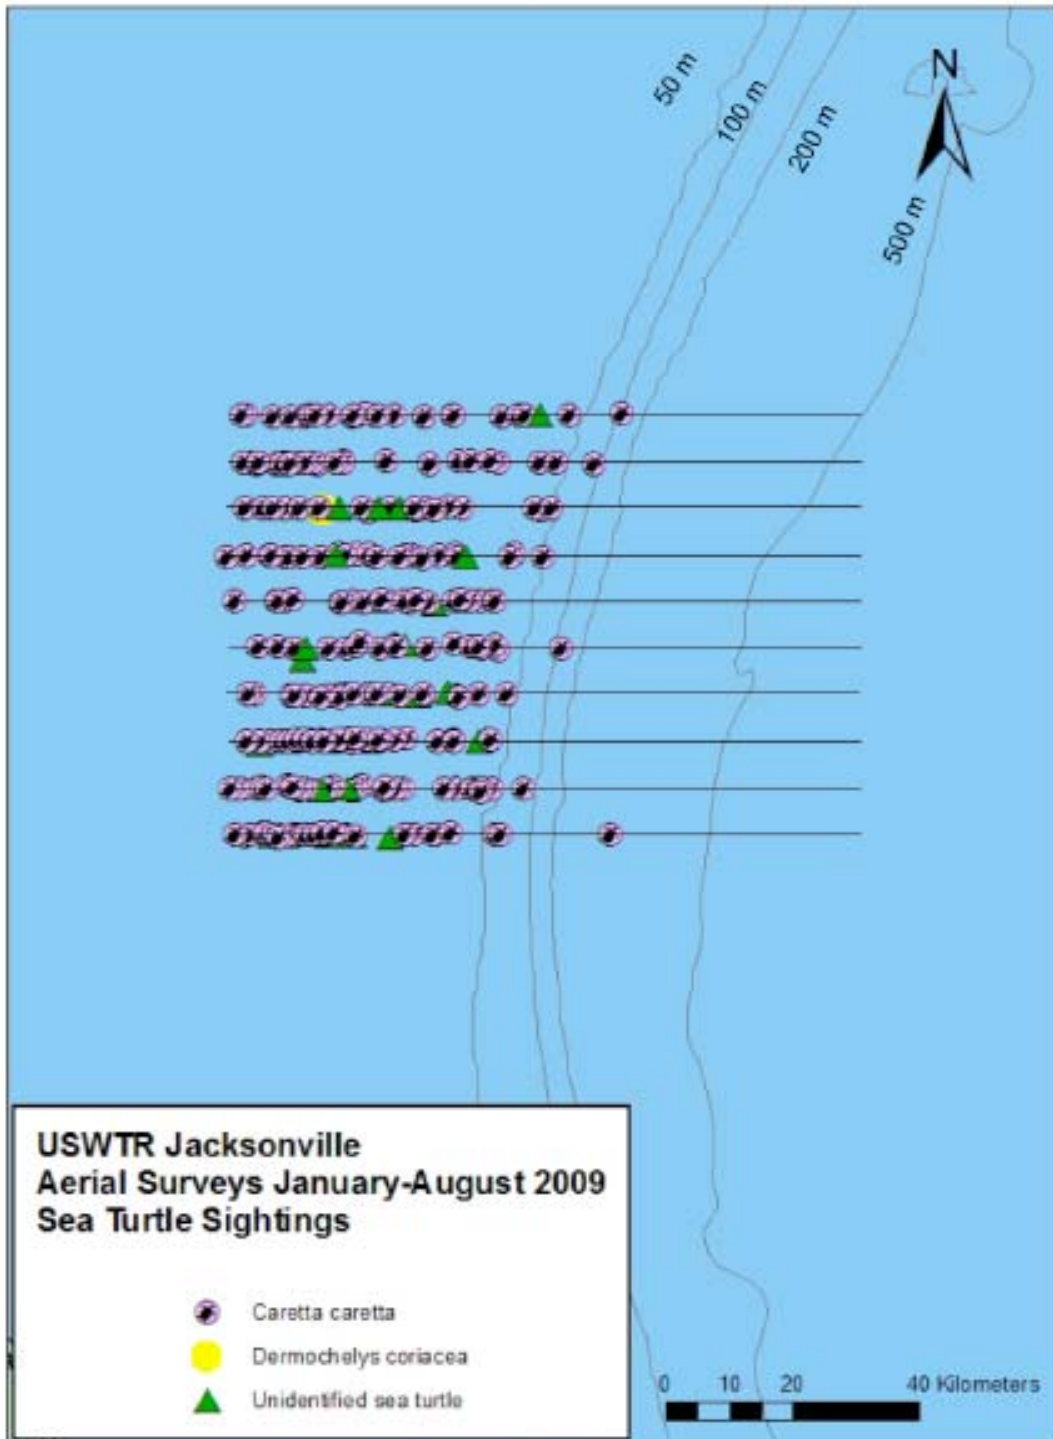 N
50 m
100 m
200 m
500 m
USWTR Jacksonville
Aerial Surveys January-August 2009
Sea Turtle Sightings
Caretta caretta
Dermochelys coriacea
Unidentified sea turtle
0 10 20 40 Kilometers